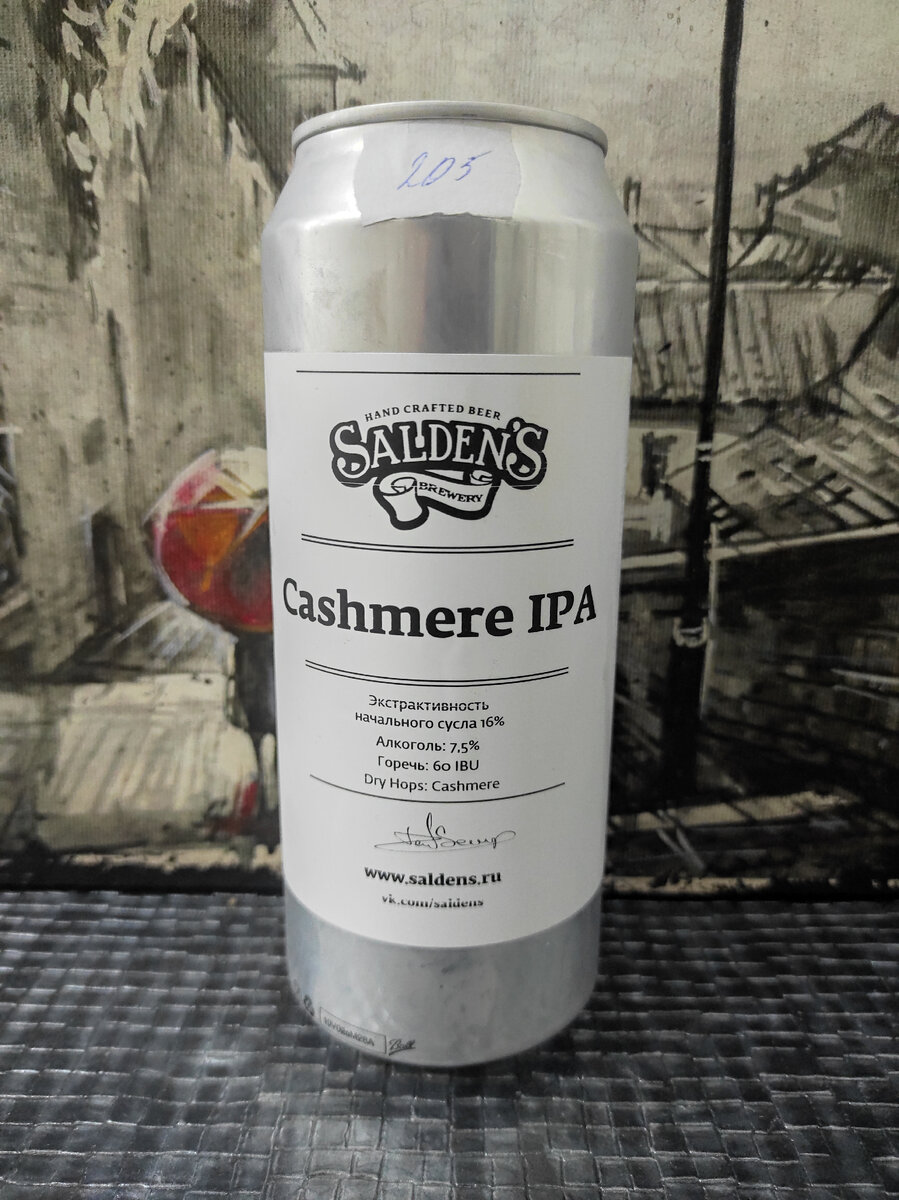 205
HAND CRAFTED BEER
SALDEN'S
BREWERY
Cashmere IPA
Экстрактивность
начального сусла 16%
Алкоголь: 7,5%
Горечь: 60 IBU
Dry Hops: Cashmere
www.saldens.ru
vk.com/saldens